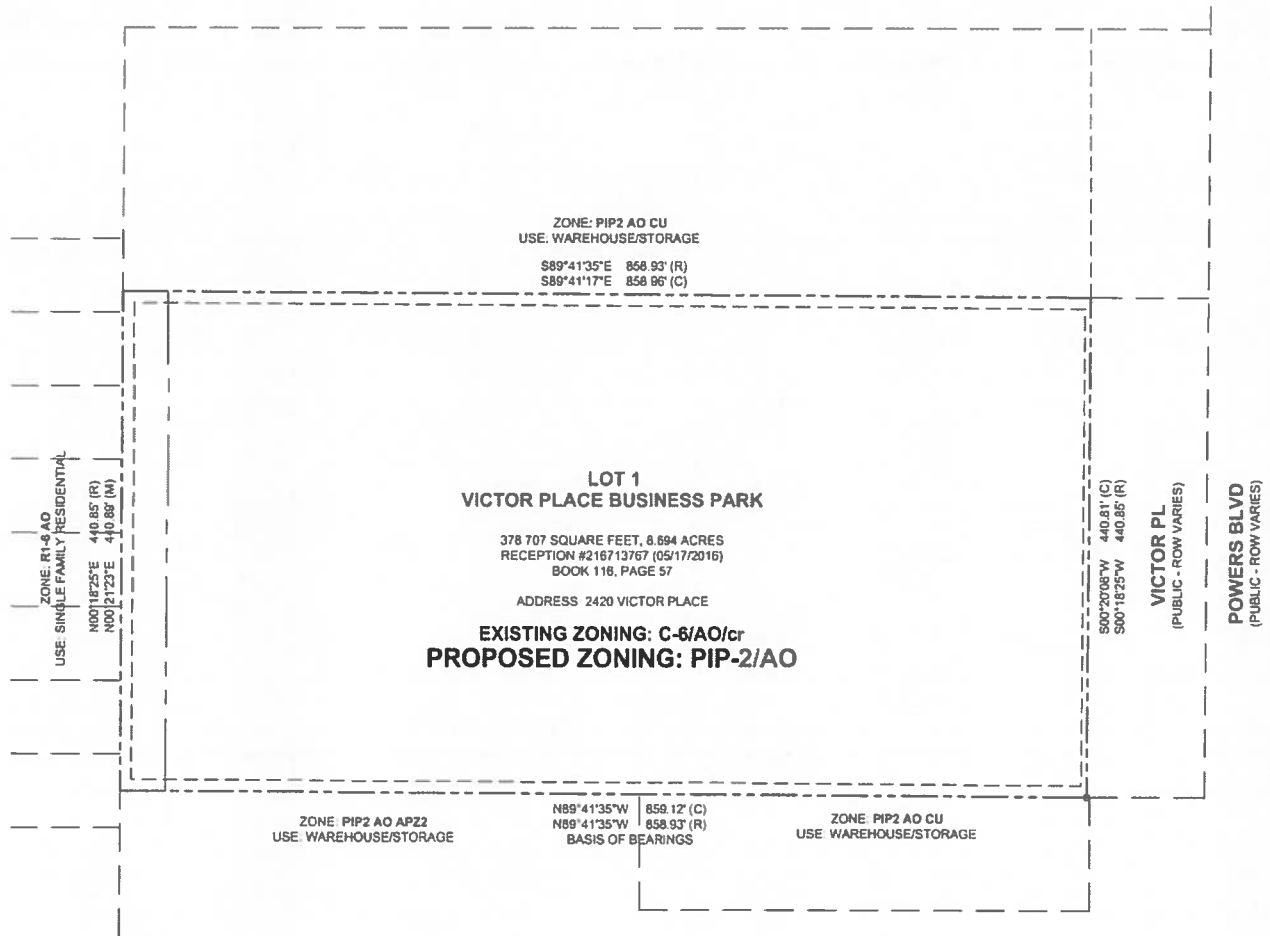 ZONE: PIP2 AO CU
USE: WAREHOUSE/STORAGE
S89°41'35"E 858.93' (R)
S89°41'17"E 858 96' (C)
ZONE: R1-6 AO
USE: SINGLE FAMILY RESIDENTIAL
N00°18'25"E 440.85' (R)
N00°21'23"E 440.89' (M)
LOT 1
VICTOR PLACE BUSINESS PARK
378 707 SQUARE FEET, 8.694 ACRES
RECEPTION #216713767 (05/17/2016)
BOOK 116, PAGE 57
ADDRESS 2420 VICTOR PLACE
EXISTING ZONING: C-6/AO/cr
PROPOSED ZONING: PIP-2/AO
S00°20'08"W 440.81' (C)
S00°18'25"W 440.85' (R)
VICTOR PL
(PUBLIC - ROW VARIES)
POWERS BLVD
(PUBLIC - ROW VARIES)
ZONE: PIP2 AO APZ2
USE: WAREHOUSE/STORAGE
N89°41'35"W 859.12' (C)
N89°41'35"W 858.93' (R)
BASIS OF BEARINGS
ZONE: PIP2 AO CU
USE: WAREHOUSE/STORAGE